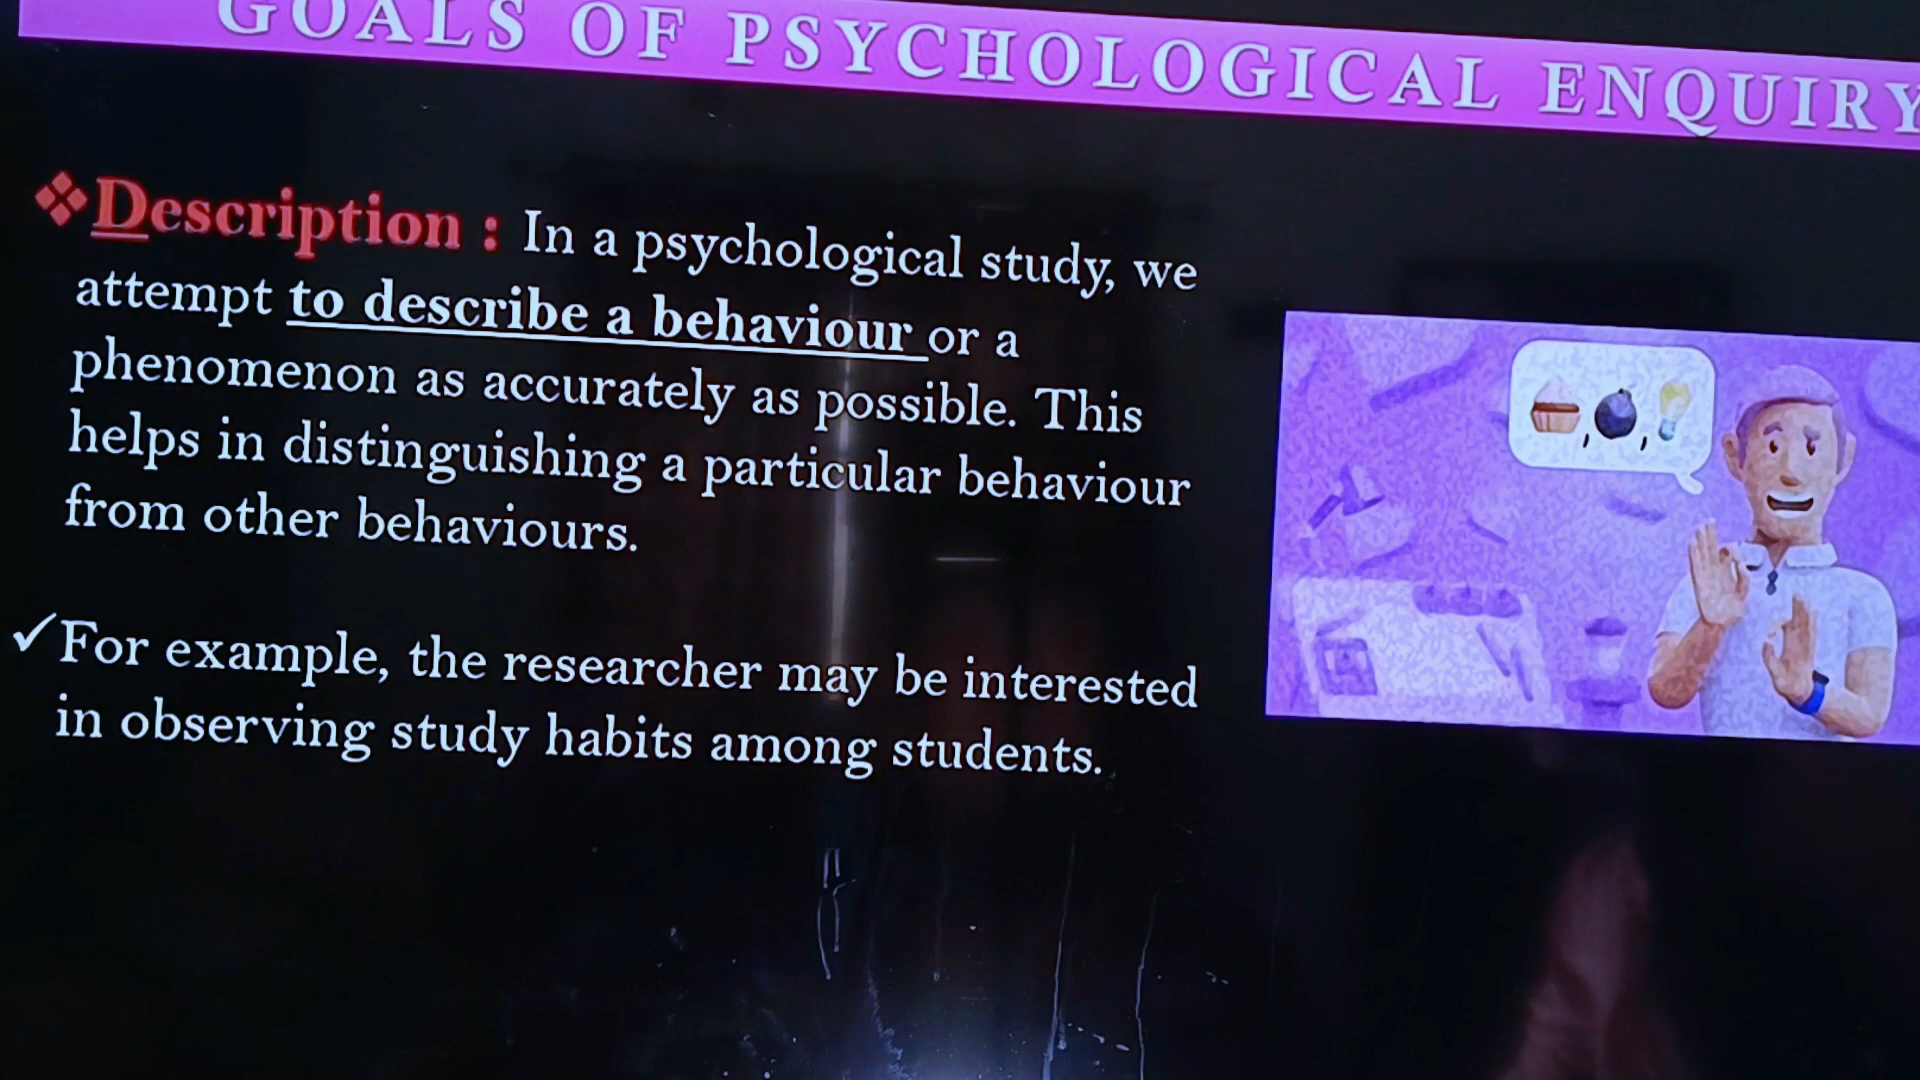 GOALS OF PSYCHOLOGICAL ENQUIRY
❖Description : In a psychological study, we
attempt to describe a behaviour or a
phenomenon as accurately as possible. This
helps in distinguishing a particular behaviour
from other behaviours.
✓For example, the researcher may be interested
in observing study habits among students.